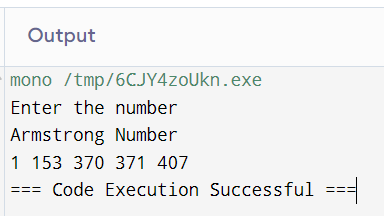 Output
mono /tmp/6CJY4zoUkn.exe
Enter the number
Armstrong Number
1 153 370 371 407
=== Code Execution Successful ===